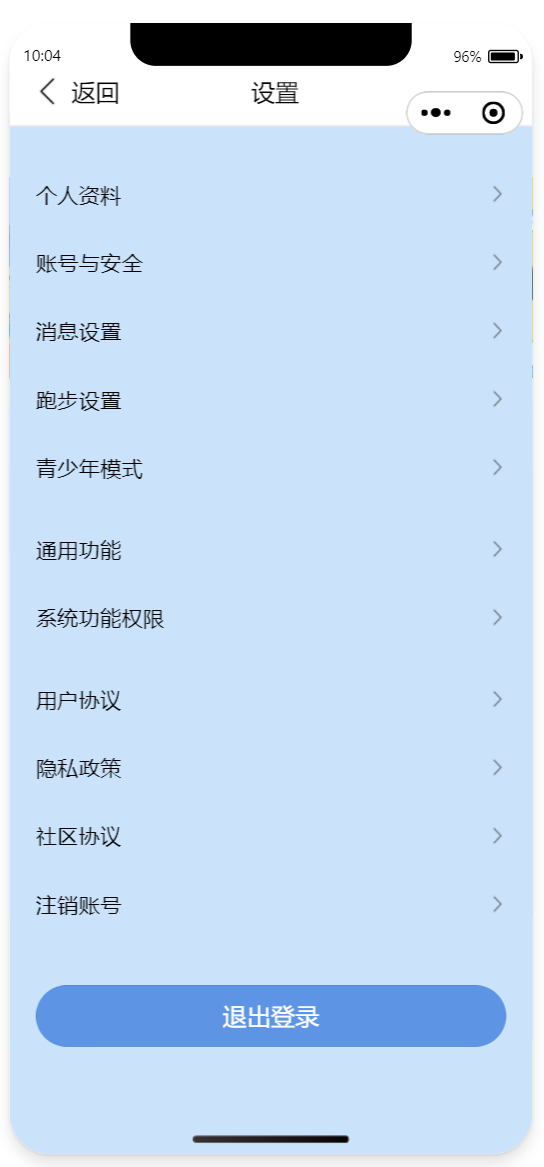 10:04
96%
返回
设置
个人资料
账号与安全
消息设置
跑步设置
青少年模式
通用功能
系统功能权限
用户协议
隐私政策
社区协议
注销账号
退出登录